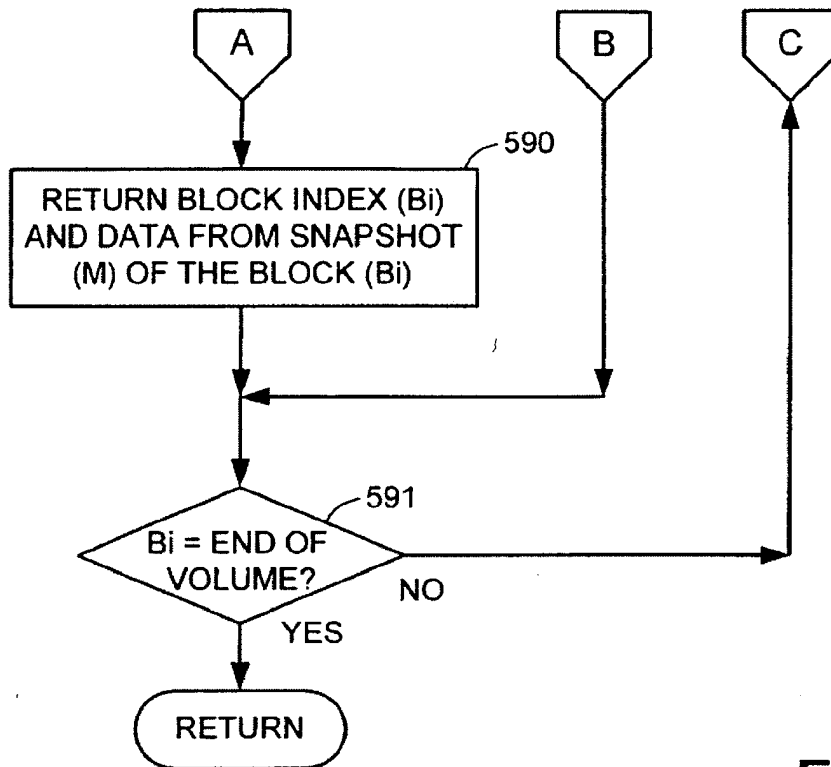 A
B
C
590
RETURN BLOCK INDEX (Bi)
AND DATA FROM SNAPSHOT
(M) OF THE BLOCK (Bi)
591
Bi = END OF
VOLUME?
NO
YES
RETURN